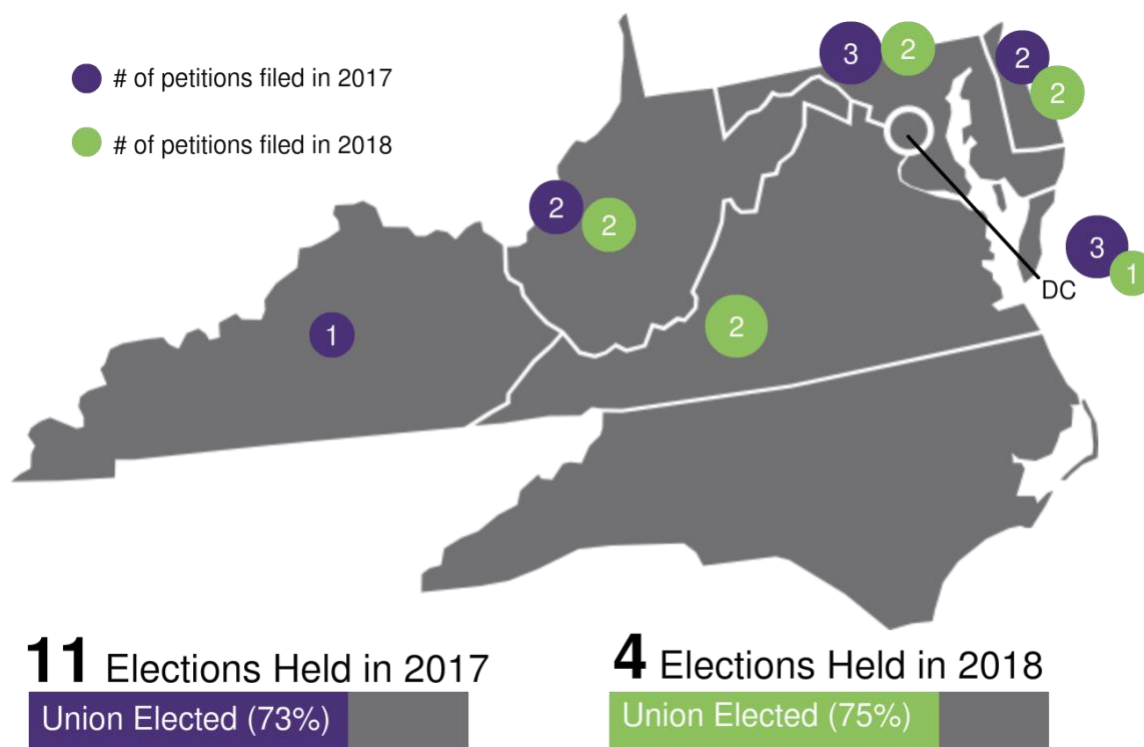 # of petitions filed in 2017
# of petitions filed in 2018
3 2
2
2
2
2
3
1
DC
1
2
11 Elections Held in 2017
Union Elected (73%)
4 Elections Held in 2018
Union Elected (75%)